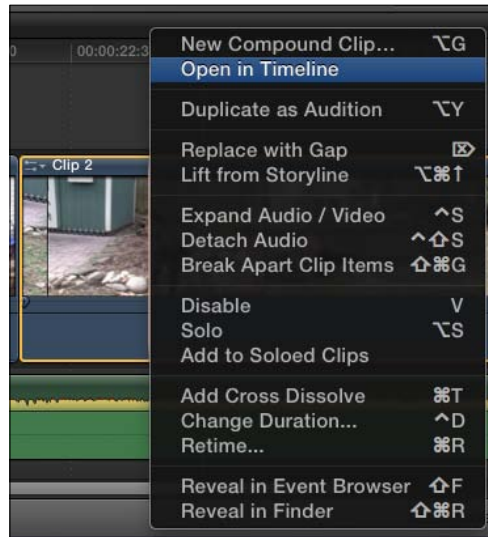 0
00:00:22:3
New Compound Clip... ⌥G
Open in Timeline
Duplicate as Audition ⌥Y
Replace with Gap ⌦
Lift from Storyline ⌥⌘↑
Clip 2
Expand Audio / Video ^S
Detach Audio ^⇧S
Break Apart Clip Items ⇧⌘G
Disable V
Solo ⌥S
Add to Soloed Clips
Add Cross Dissolve ⌘T
Change Duration... ^D
Retime... ⌘R
Reveal in Event Browser ⇧F
Reveal in Finder ⇧⌘R